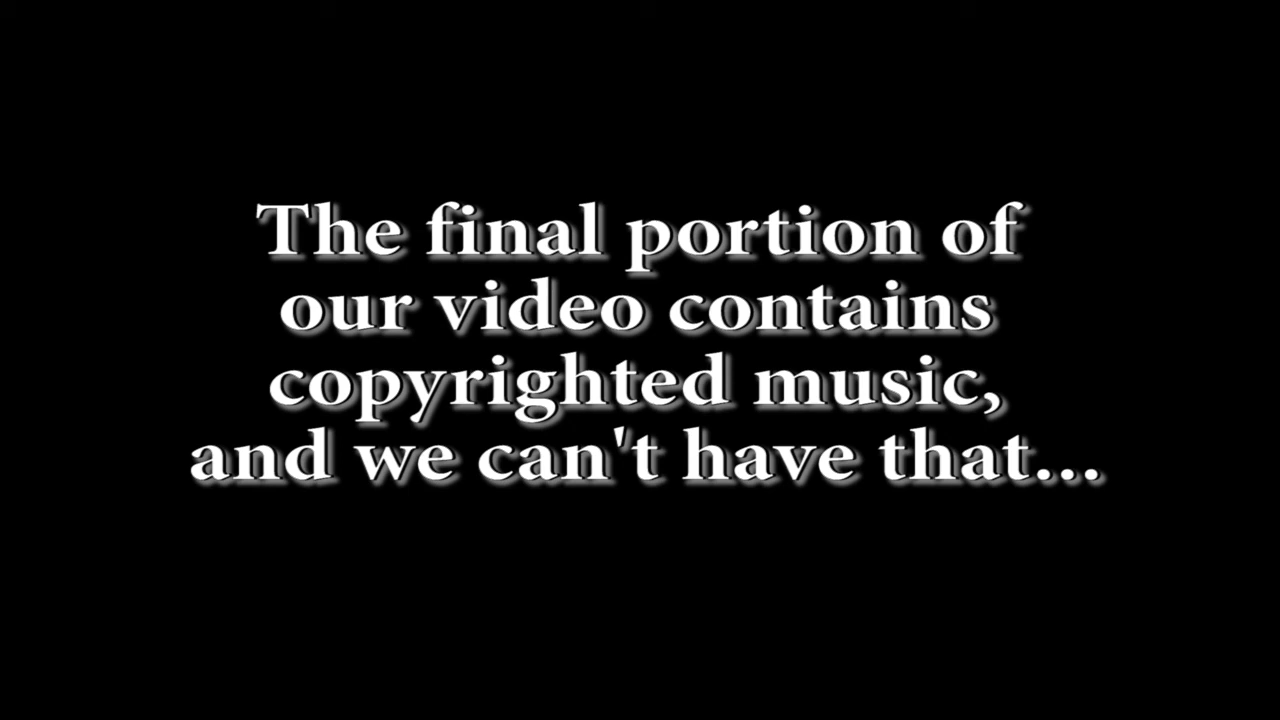 The final portion of
our video contains
copyrighted music,
and we can't have that...